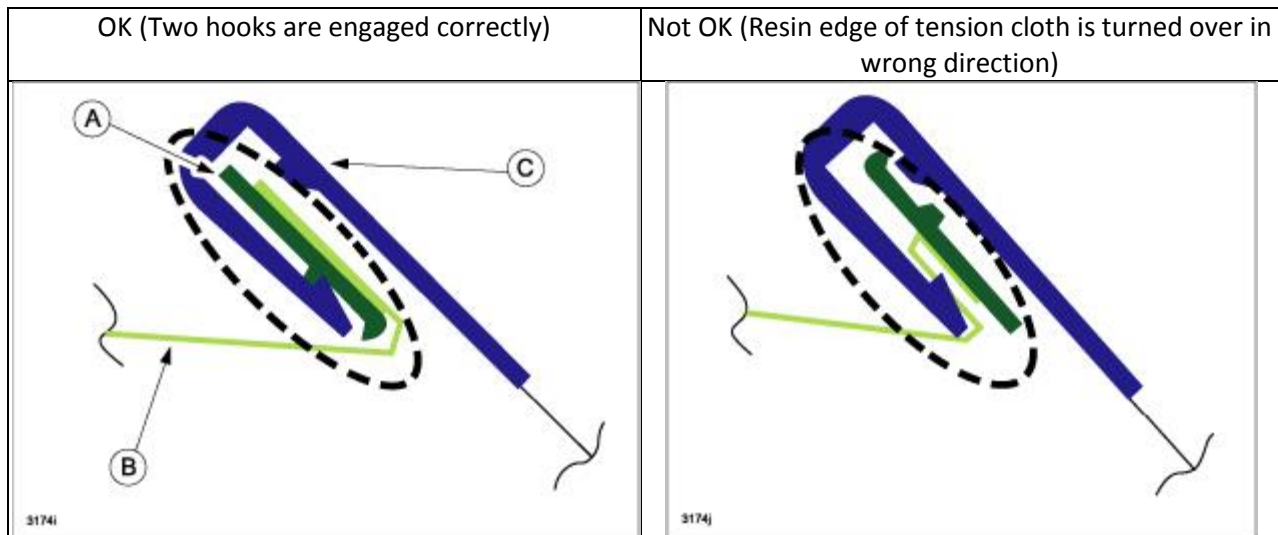 OK (Two hooks are engaged correctly)
Not OK (Resin edge of tension cloth is turned over in
wrong direction)
A
C
B
3174i
3174j